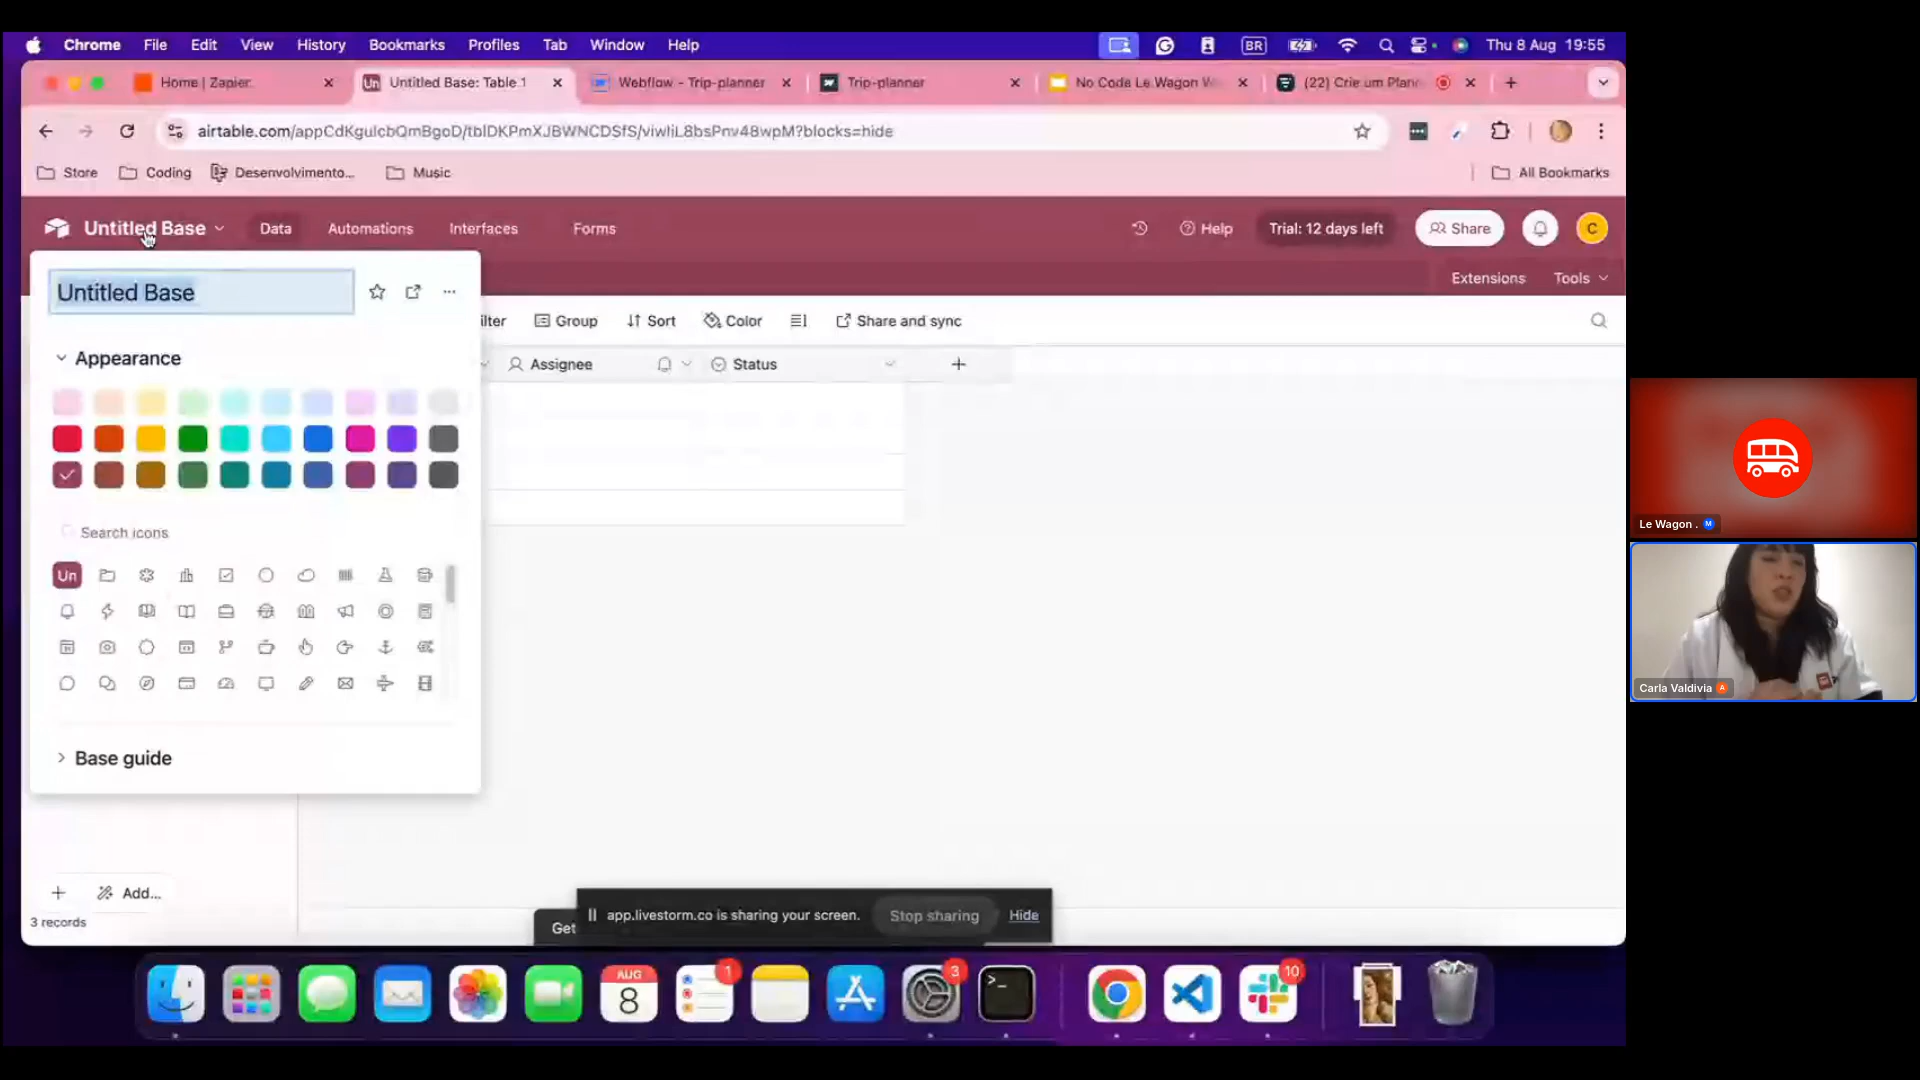 Chrome File Edit View History Bookmarks Profiles Tab Window Help BR Thu 8 Aug 19:55
Home | Zapier Untitled Base: Table 1 Webflow - Trip-planner Trip-planner No Code Le Wagon W (22) Crie um Plan
airtable.com/appCdKgulcbQmBgoD/tblDKPmXJBWNCDSfS/viwliL8bsPnv48wpM?blocks=hide
Store Coding Desenvolvimento... Music All Bookmarks
Untitled Base Data Automations Interfaces Forms Help Trial: 12 days left Share C
Extensions Tools
Untitled Base
ilter Group Sort Color Share and sync
Appearance
Assignee Status
Search icons
Un
Base guide
Add...
3 records
Get
app.livestorm.co is sharing your screen. Stop sharing Hide
AUG
8
1
3
10
Le Wagon . M
Carla Valdivia A